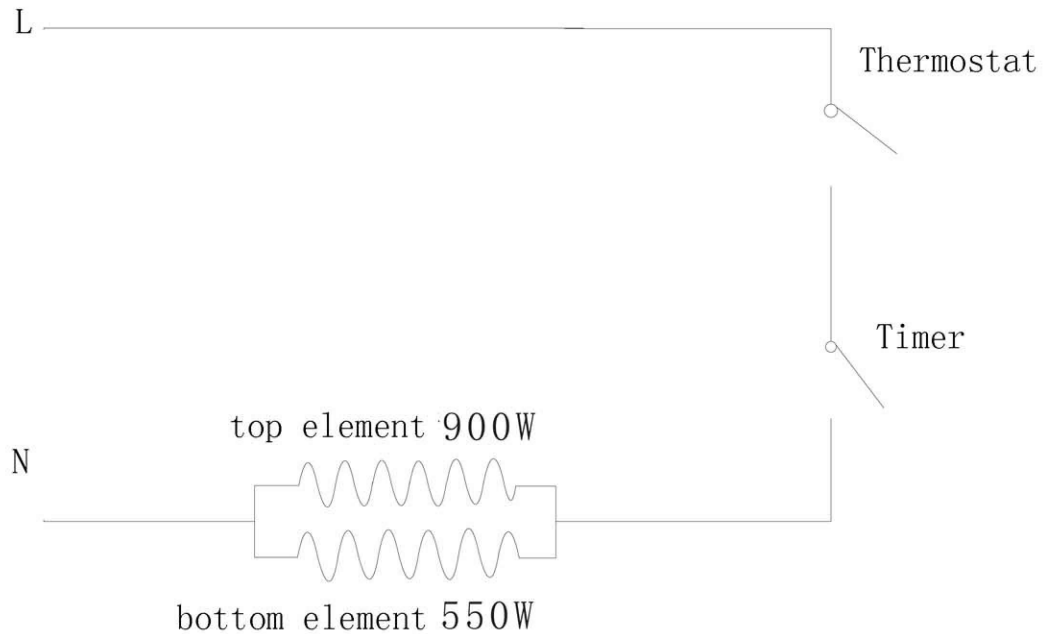 L
Thermostat
Timer
top element 900W
N
bottom element 550W